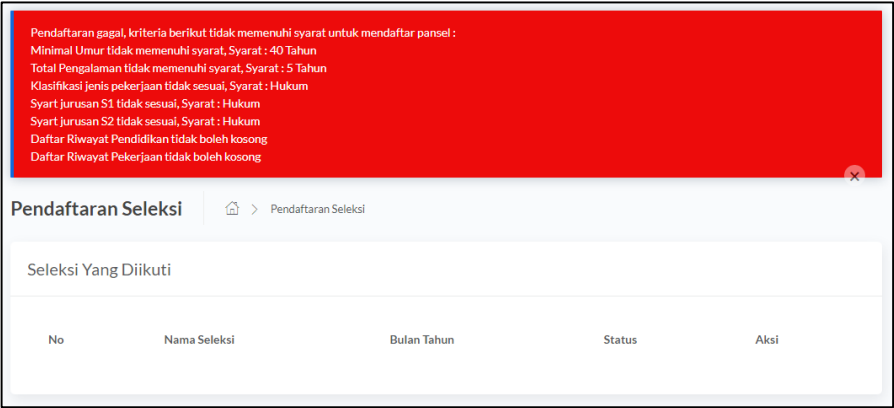 Pendaftaran gagal, kriteria berikut tidak memenuhi syarat untuk mendaftar pansel :
Minimal Umur tidak memenuhi syarat, Syarat : 40 Tahun
Total Pengalaman tidak memenuhi syarat, Syarat : 5 Tahun
Klasifikasi jenis pekerjaan tidak sesuai, Syarat : Hukum
Syart jurusan S1 tidak sesuai, Syarat : Hukum
Syart jurusan S2 tidak sesuai, Syarat : Hukum
Daftar Riwayat Pendidikan tidak boleh kosong
Daftar Riwayat Pekerjaan tidak boleh kosong
Pendaftaran Seleksi > Pendaftaran Seleksi
Seleksi Yang Diikuti
No Nama Seleksi Bulan Tahun Status Aksi